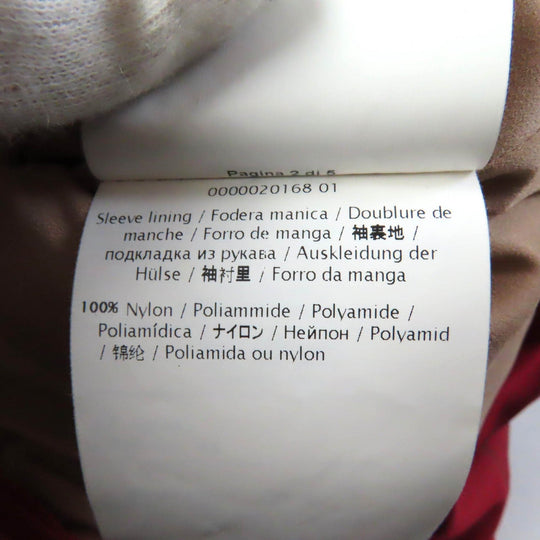 Pagina 2 di 5
0000020168 01
Sleeve lining / Fodera manica / Doublure de
manche / Forro de manga / 袖裏地 /
подкладка из рукава / Auskleidung der
Hülse / 袖衬里 / Forro da manga
100% Nylon / Poliammide / Polyamide /
Poliamídica / ナイロン / Нейпон / Polyamid
/ 锦纶 / Poliamida ou nylon